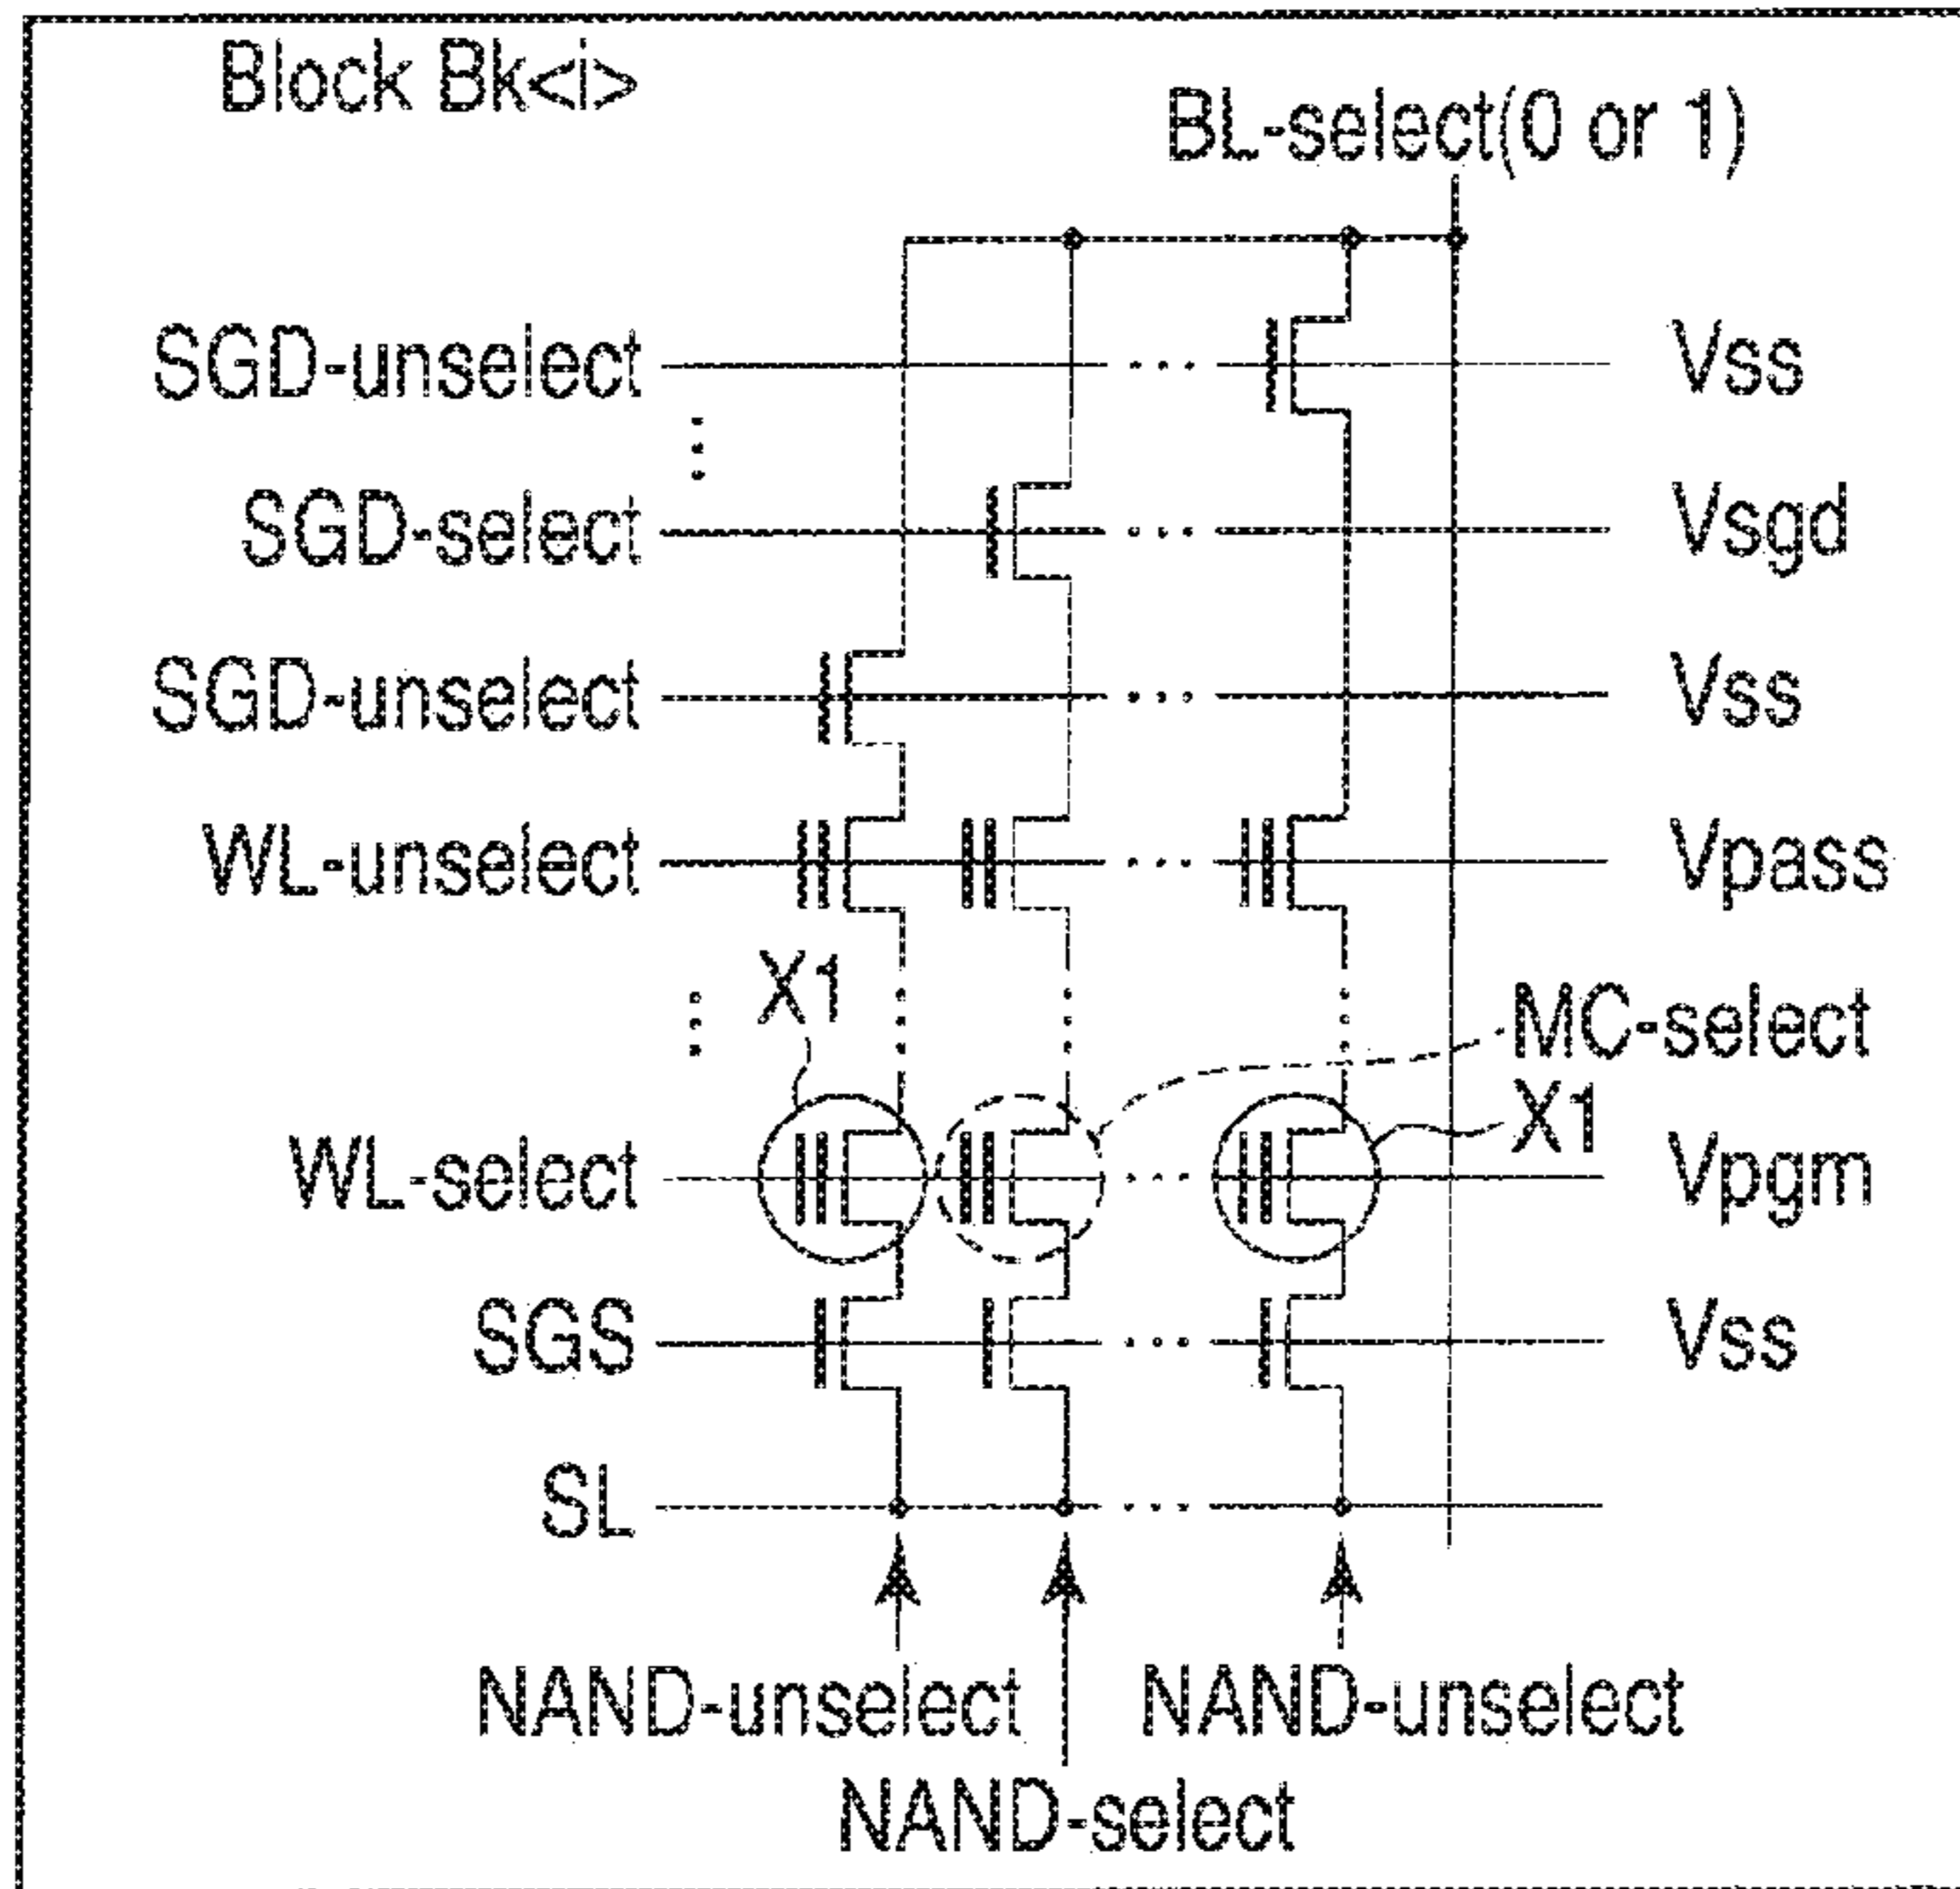 Block Bk<i>
BL-select(0 or 1)
SGD-unselect Vss
SGD-select Vsgd
SGD-unselect Vss
WL-unselect Vpass
X1
MC-select
X1
WL-select Vpgm
SGS Vss
SL
NAND-unselect NAND-unselect
NAND-select